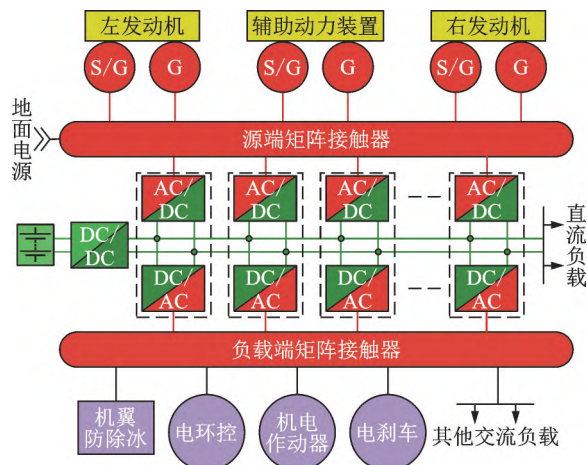 左发动机
辅助动力装置
右发动机
S/G
G
S/G
G
S/G
G
地面电源
源端矩阵接触器
AC/
DC
AC/
DC
AC/
DC
AC/
DC
DC/
DC
直流负载
DC/
AC
DC/
AC
DC/
AC
DC/
AC
负载端矩阵接触器
机翼
防除冰
电环控
机电
作动器
电刹车
其他交流负载